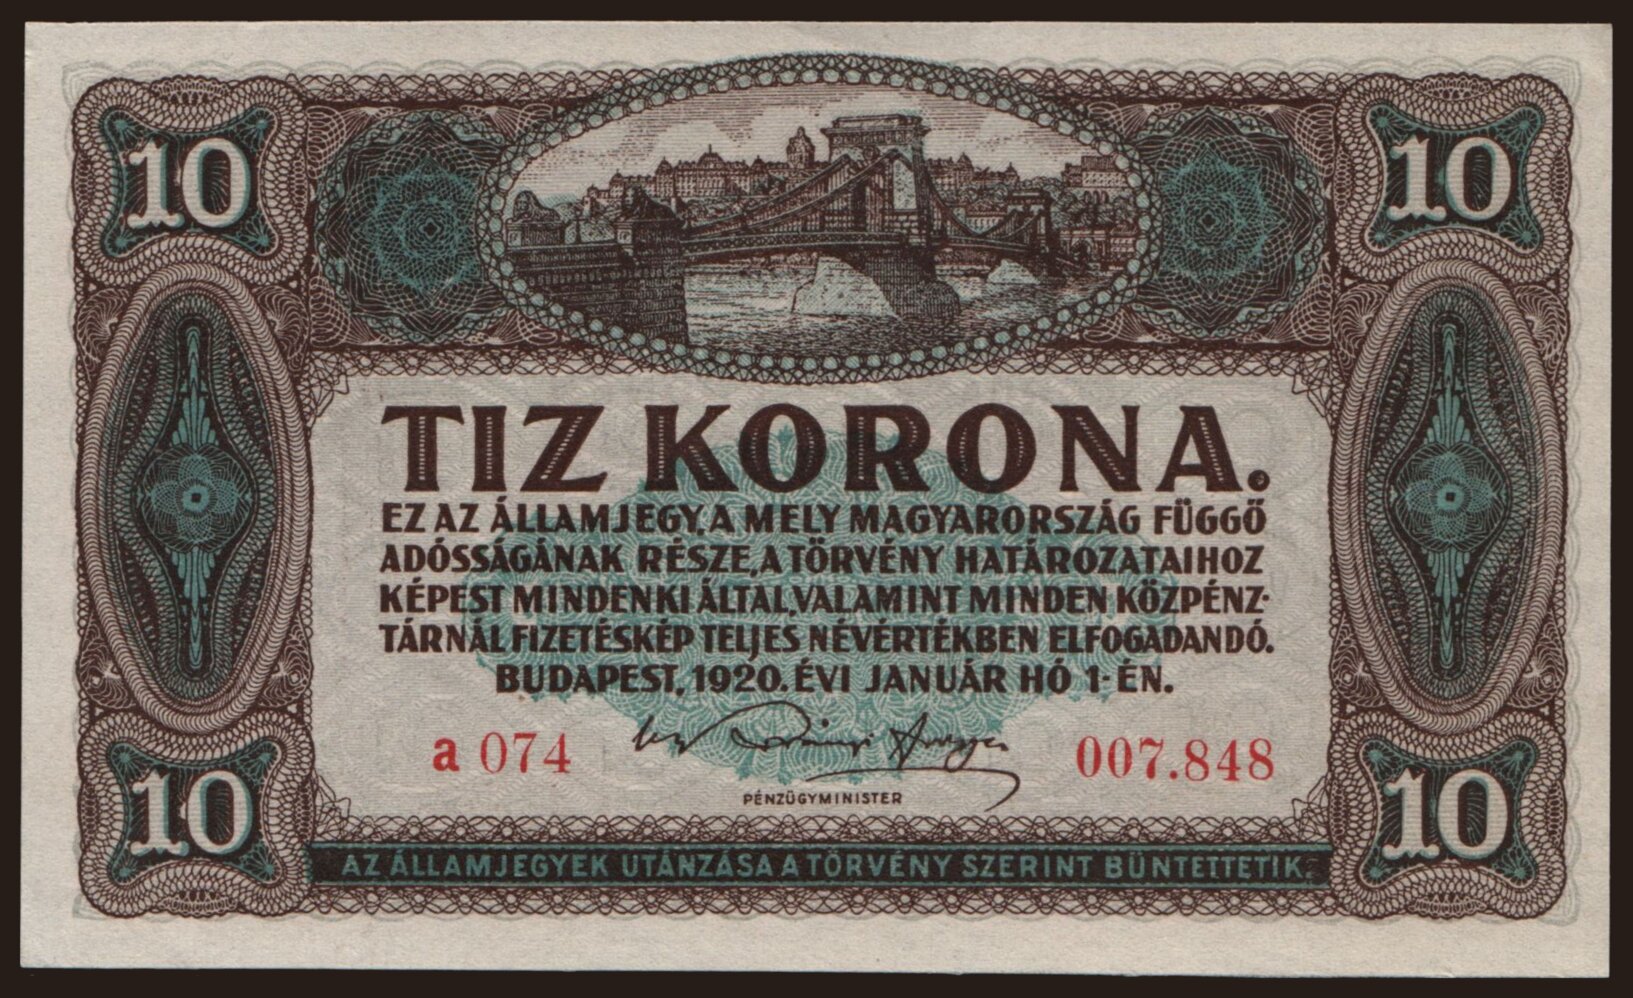 10 10
TIZ KORONA.
EZ AZ ÁLLAMJEGY, A MELY MAGYARORSZÁG FÜGGŐ
ADÓSSÁGÁNAK RÉSZE, A TÖRVÉNY HATÁROZATAIHOZ
KÉPEST MINDENKI ÁLTAL, VALAMINT MINDEN KÖZPÉNZ-
TÁRNÁL FIZETÉSKÉP TELJES NÉVÉRTÉKBEN ELFOGADANDÓ.
BUDAPEST, 1920. ÉVI JANUÁR HÓ 1-ÉN.
a 074 007.848
PÉNZÜGYMINISTER
10 10
AZ ÁLLAMJEGYEK UTÁNZÁSA A TÖRVÉNY SZERINT BÜNTETTETIK.